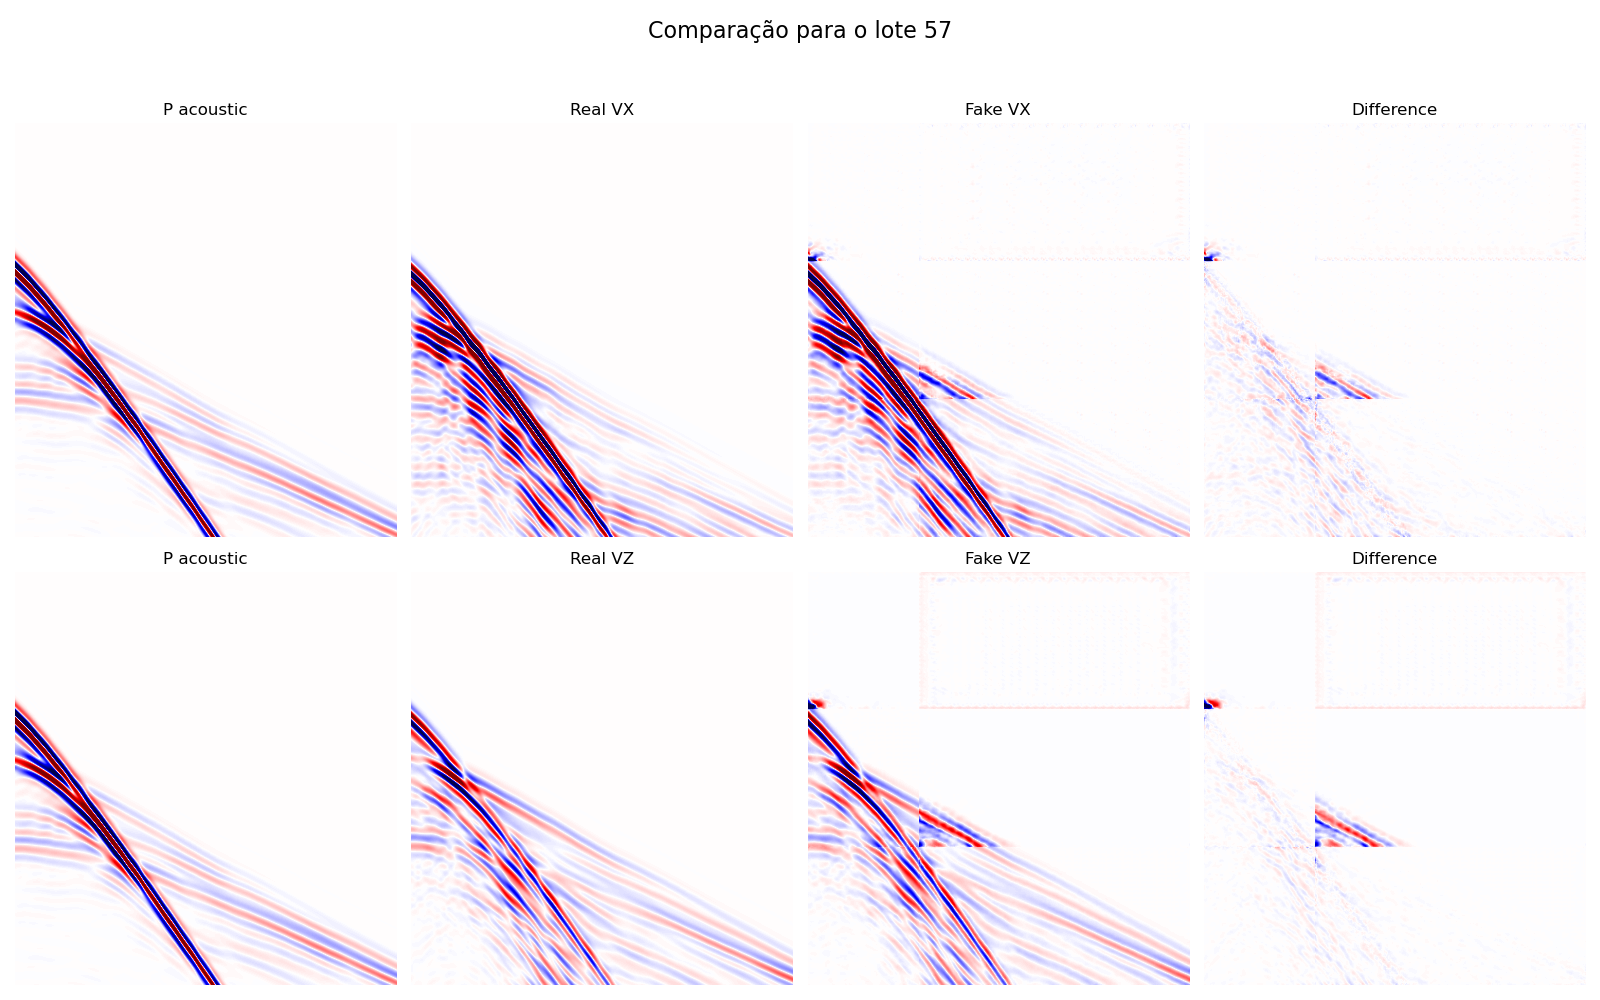 Comparação para o lote 57
P acoustic
Real VX
Fake VX
Difference
P acoustic
Real VZ
Fake VZ
Difference